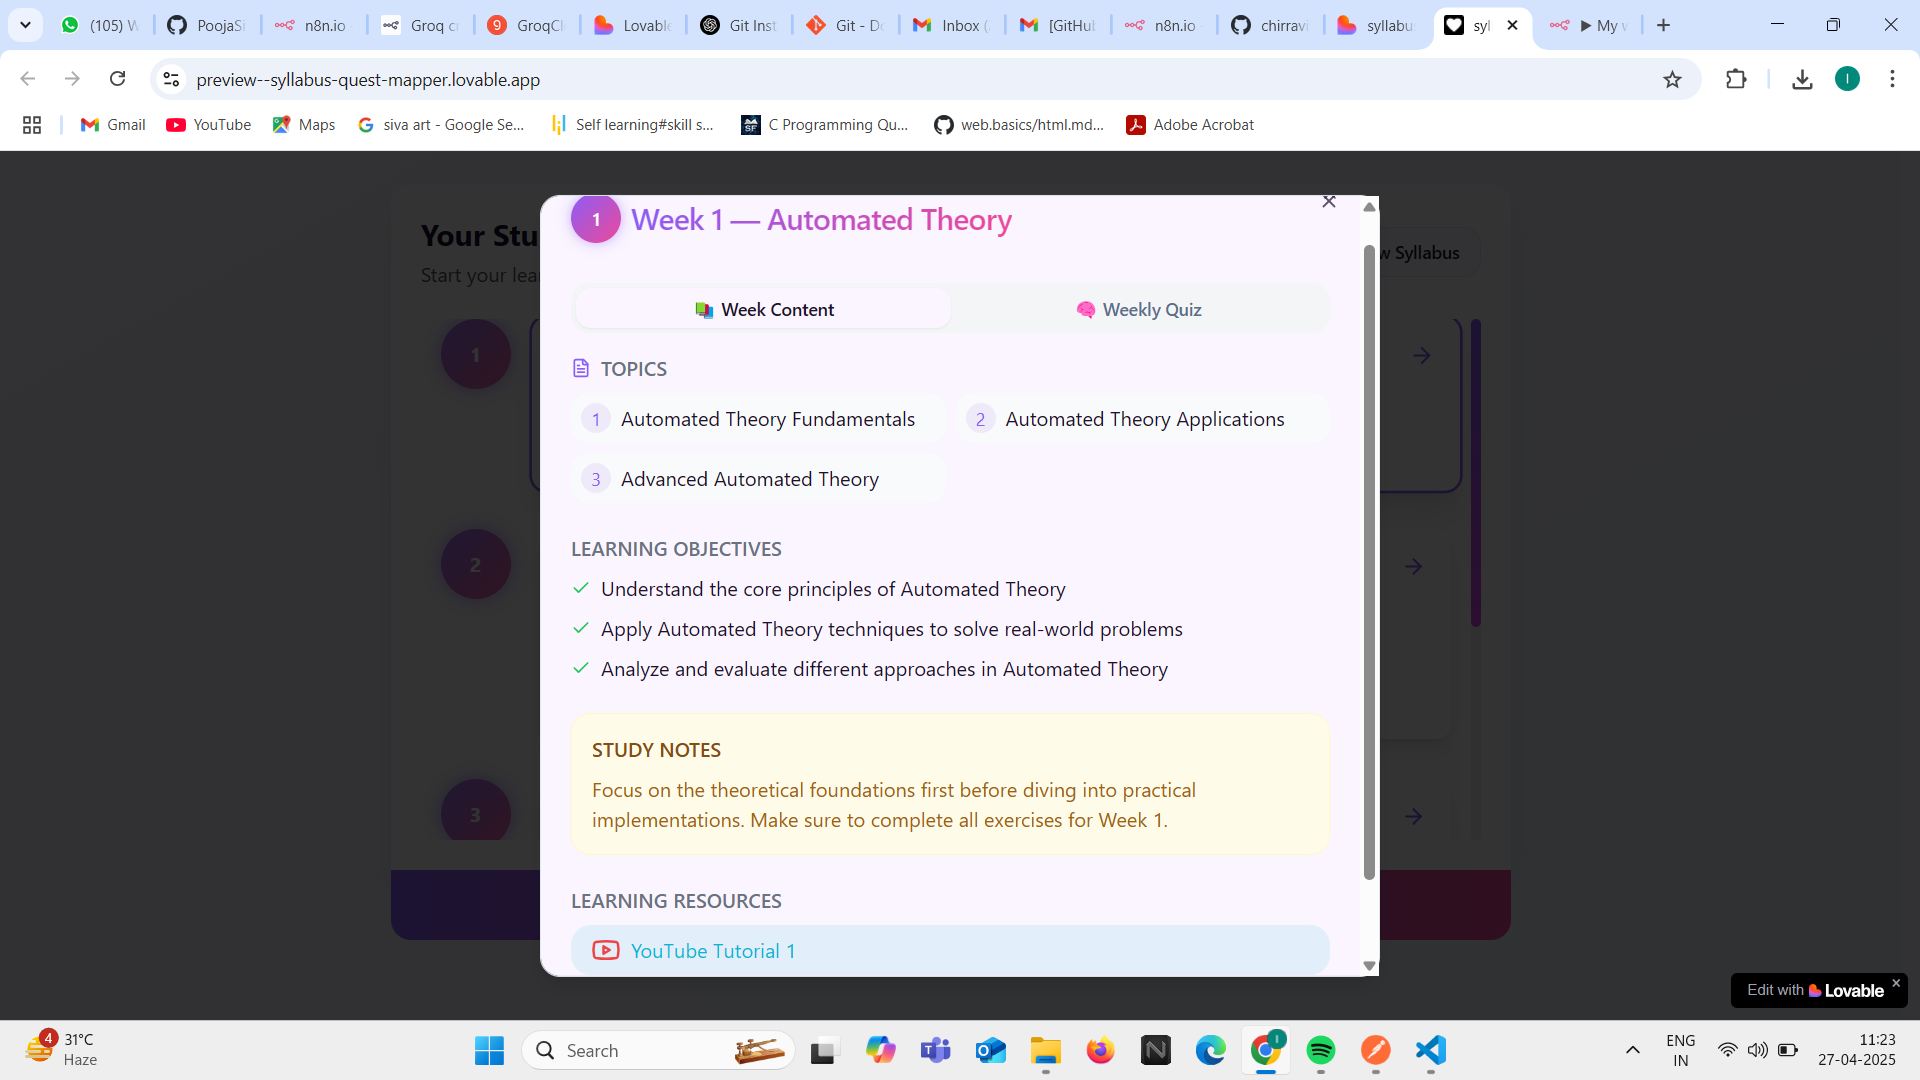 (105) W
PoojaSi
n8n.io
Groq cr
GroqCl
Lovable
Git Inst
Git - Do
Inbox (
[GitHub
n8n.io
chirravi
syllabu
syl
▶ My w
preview--syllabus-quest-mapper.lovable.app
I
Gmail
YouTube
Maps
siva art - Google Se...
Self learning#skill s...
C Programming Qu...
web.basics/html.md...
Adobe Acrobat
Your Stu
Start your lea
w Syllabus
1
2
3
1
Week 1 — Automated Theory
Week Content
Weekly Quiz
TOPICS
1 Automated Theory Fundamentals
2 Automated Theory Applications
3 Advanced Automated Theory
LEARNING OBJECTIVES
Understand the core principles of Automated Theory
Apply Automated Theory techniques to solve real-world problems
Analyze and evaluate different approaches in Automated Theory
STUDY NOTES
Focus on the theoretical foundations first before diving into practical
implementations. Make sure to complete all exercises for Week 1.
LEARNING RESOURCES
YouTube Tutorial 1
Edit with Lovable
4
31°C
Haze
Search
ENG
IN
11:23
27-04-2025